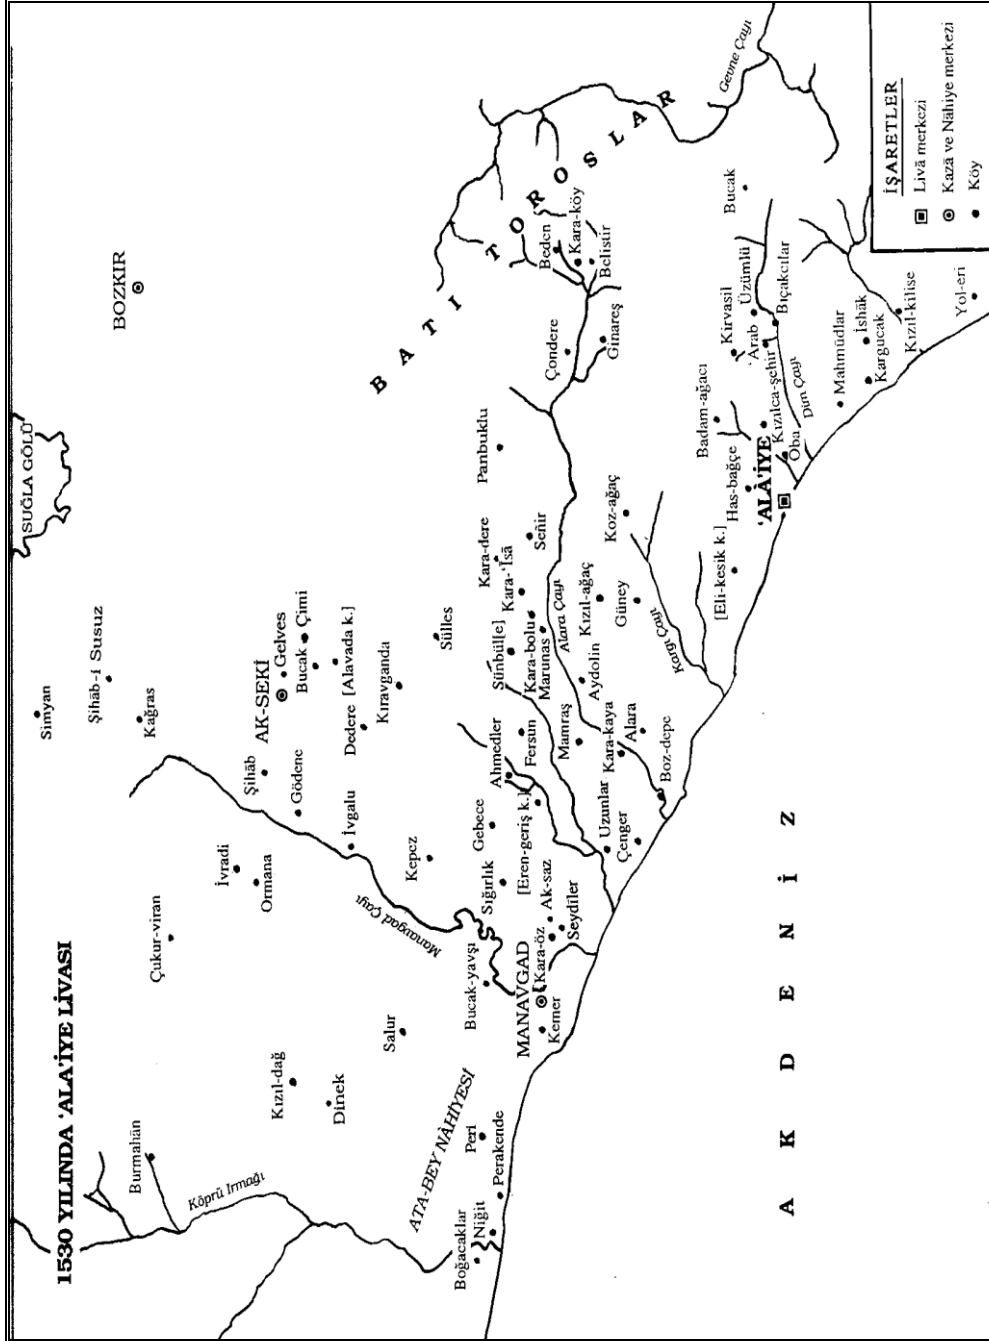 1530 YILINDA 'ALA'İYE LİVASI
SUĞLA GÖLÜ
BOZKIR
Simyan
Şihâb-i Susuz
Kağras
Çukur-viran
Burmahân
Köprü Irmağı
İvradi
Ormana
Şihâb
AK-SEKİ
Gelves
Bucak
Çimi
Gödene
Dedere
[Alavada k.]
Kızıl-dağ
Dinek
İvgalu
Kıravganda
Salur
Kepez
Sülles
Manavgad Çayı
BATI TOROSLAR
Gevne Çayı
ATA-BEY NÂHİYESİ
Boğacaklar
Niğit
Peri
Perakende
Bucak-yavşı
Sığırlık
Gebece
Ahmedler
[Eren-geriş k.]
Fersun
Sünbül[e]
Kara-'İsâ
Kara-dere
Señir
Kara-bolu
Marunas
Panbuklu
Çondere
Ginareş
Beden
Kara-köy
Belistir
MANAVGAD
Kemer
Kara-öz
Ak-saz
Seydiler
Uzunlar
Çenger
Mamraş
Kara-kaya
Alara
Boz-depe
Aydolin
Kızıl-ağaç
Alara Çayı
Güney
Koz-ağaç
Kargı Çayı
[Eli-kesik k.]
Has-bağçe
Badam-ağacı
'ALÂ'İYE
Oba
Kızılca-şehir
Dim Çayı
Kirvasil
'Arab
Üzümlü
Bıçakcılar
Bucak
Mahmûdlar
Kargucak
İshâk
Kızıl-kilise
Yol-eri
AKDENİZ
İŞARETLER
Livâ merkezi
Kazâ ve Nâhiye merkezi
Köy